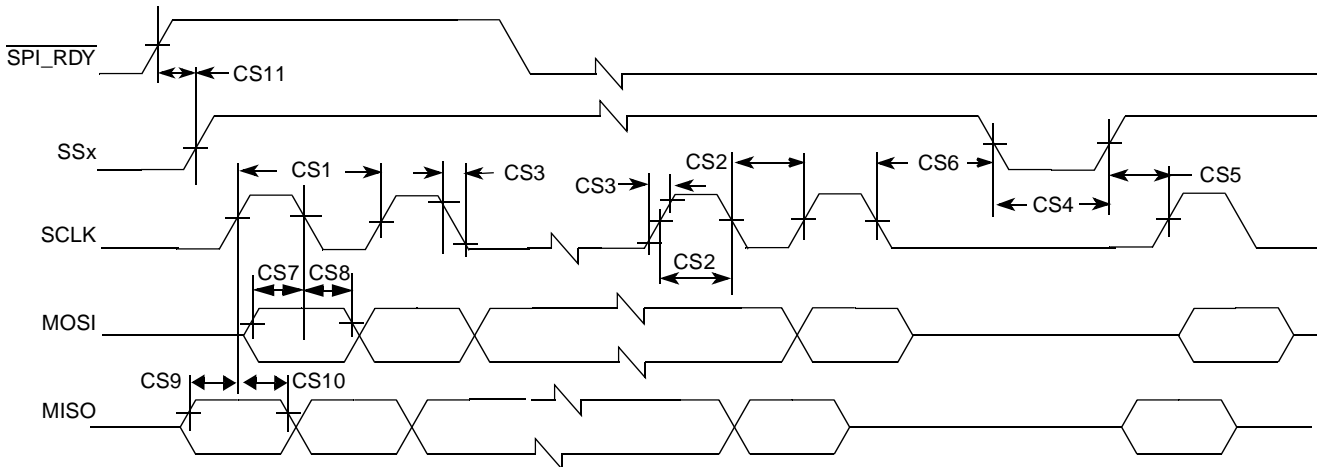 SPI_RDY
CS11
SSx
CS1
CS3
CS3
CS2
CS6
CS5
CS4
SCLK
CS2
CS7
CS8
MOSI
CS9
CS10
MISO